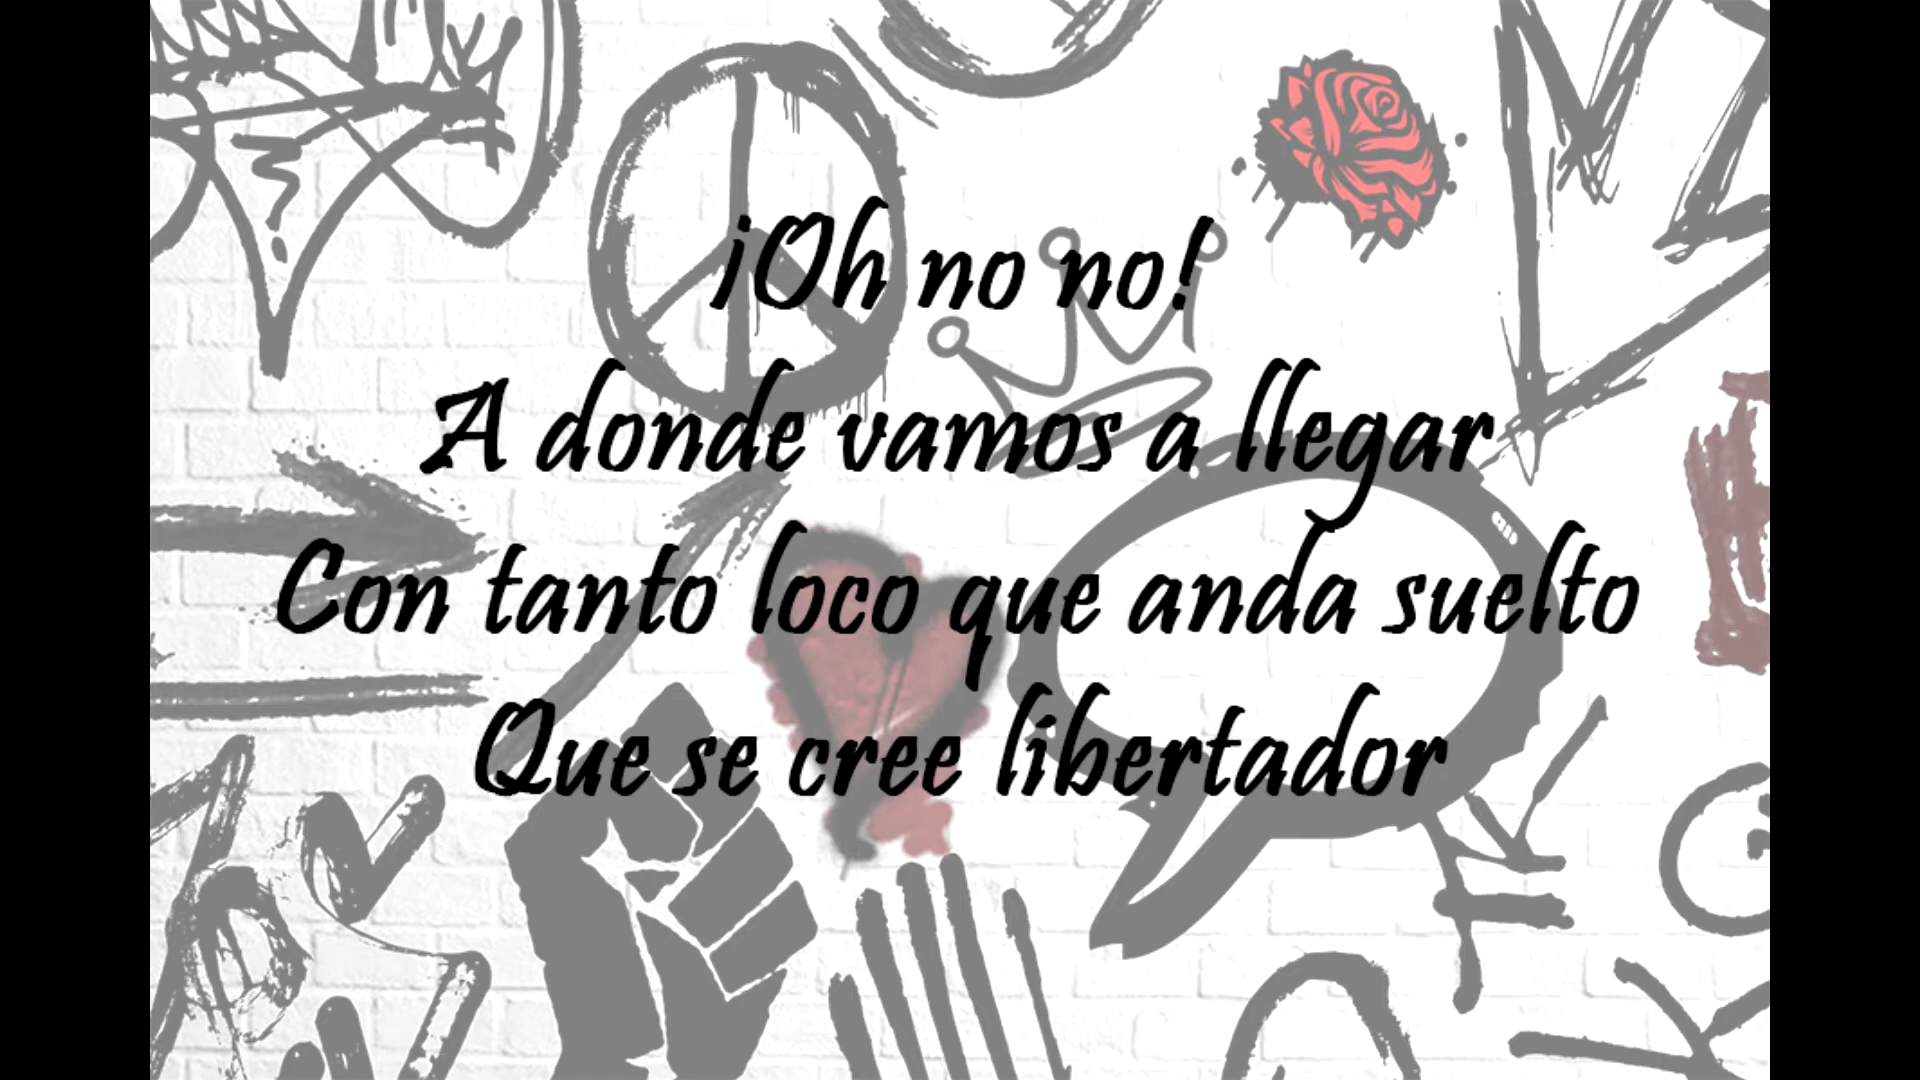 ¡Oh no no!
A donde vamos a llegar
Con tanto loco que anda suelto
Que se cree libertador